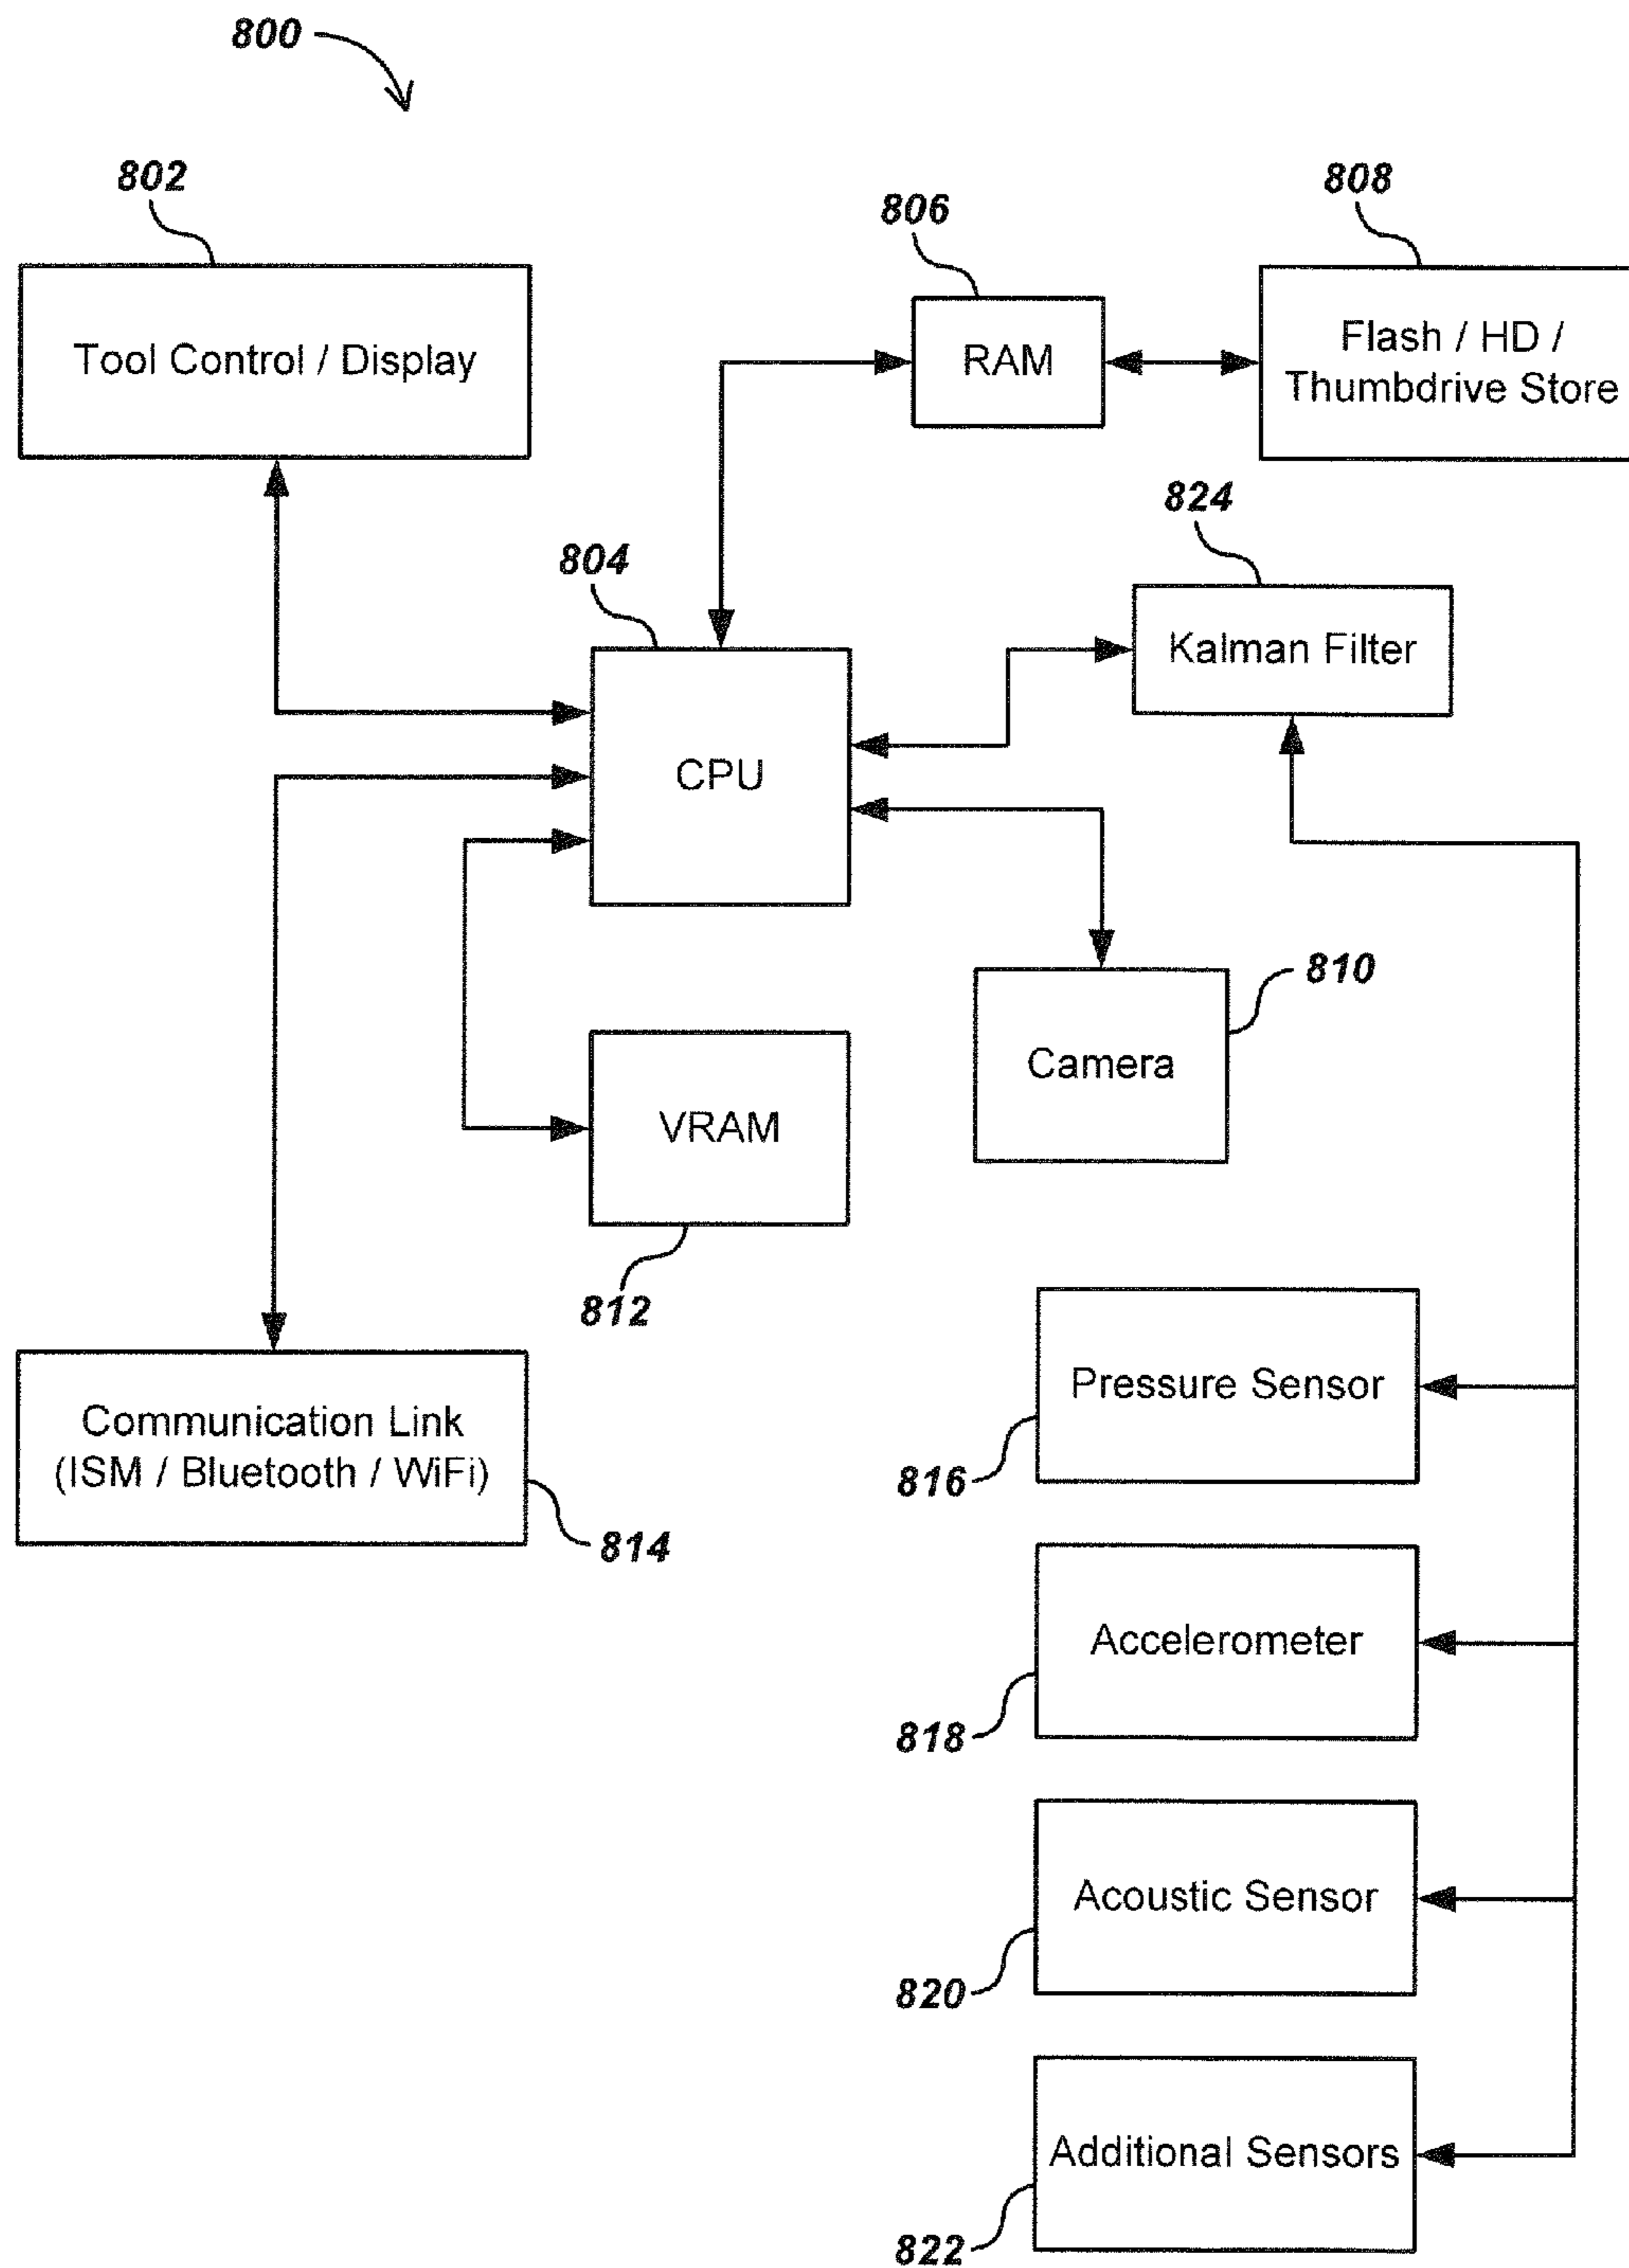 800
802
806
808
Tool Control / Display
RAM
Flash / HD /
Thumbdrive Store
824
804
Kalman Filter
CPU
810
Camera
VRAM
812
Pressure Sensor
816
Communication Link
(ISM / Bluetooth / WiFi)
814
Accelerometer
818
Acoustic Sensor
820
Additional Sensors
822